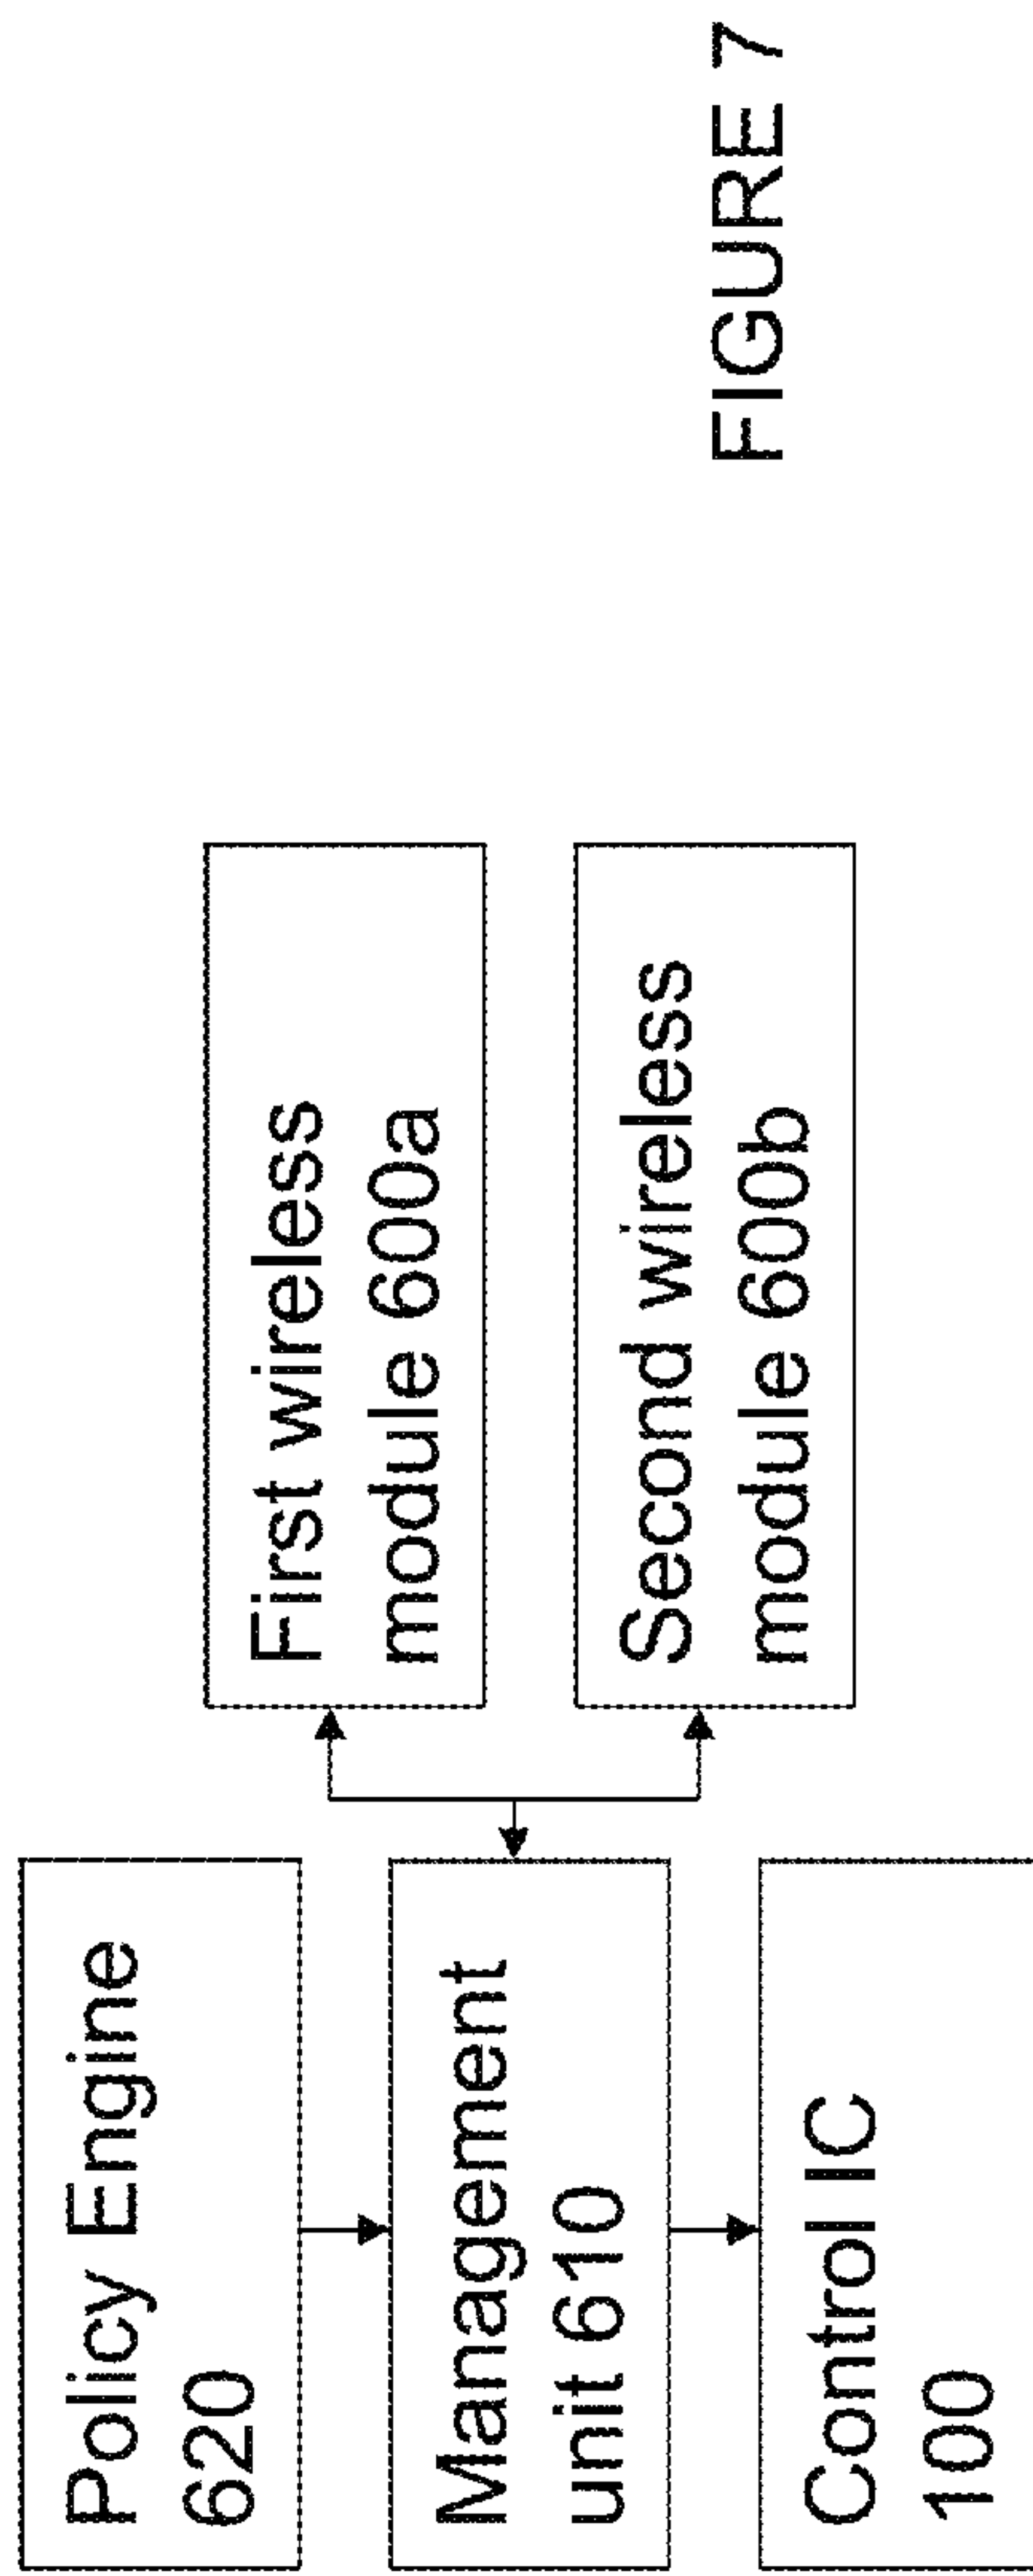 Policy Engine
620
Management
unit 610
Control IC
100
First wireless
module 600a
Second wireless
module 600b
FIGURE 7